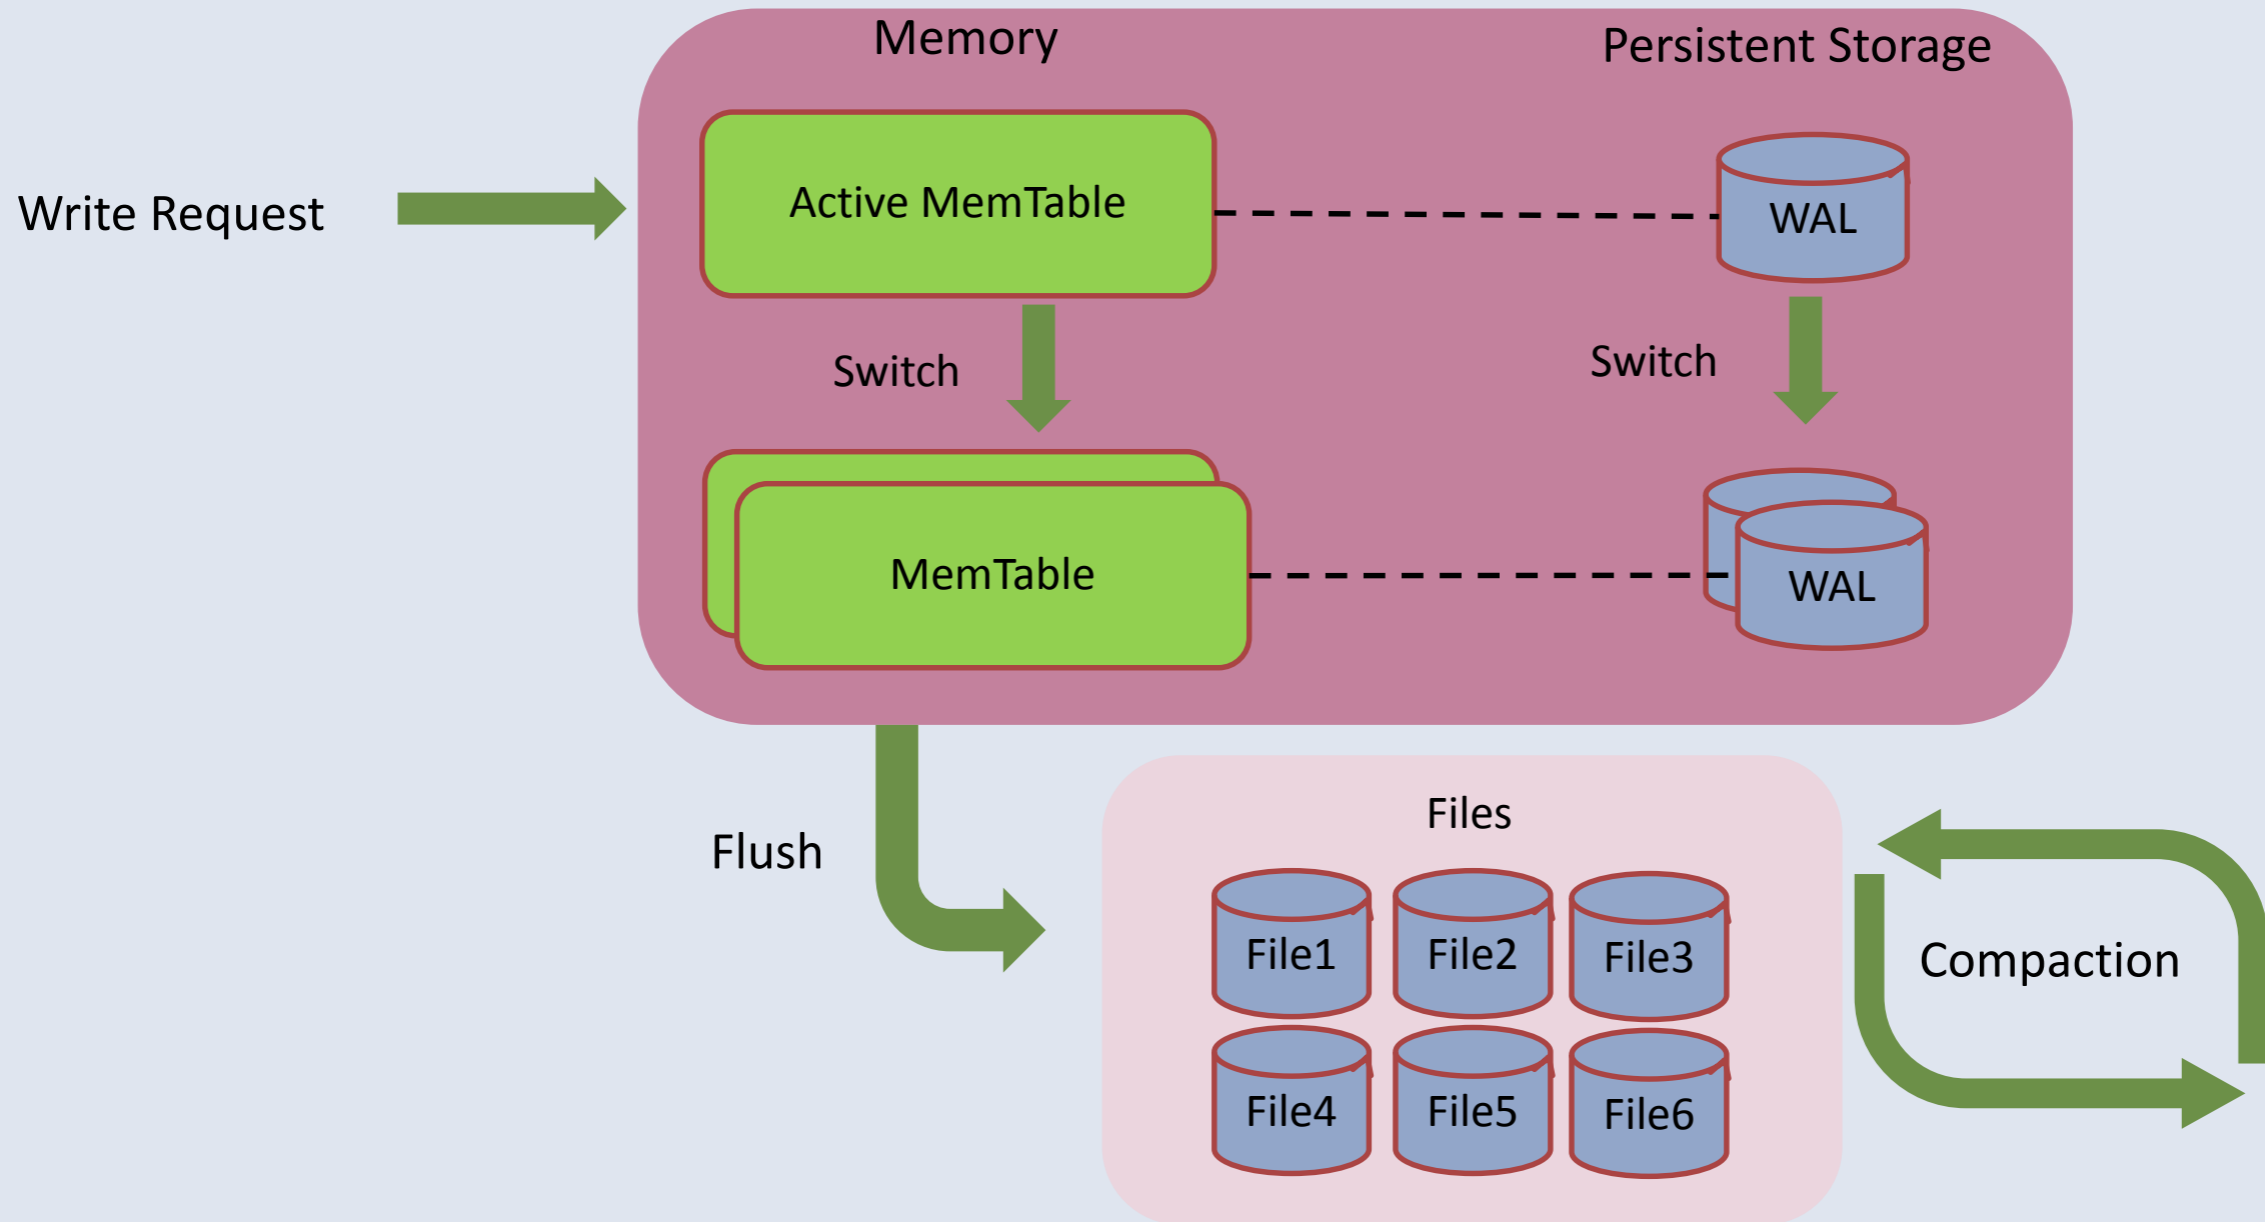 Memory
Persistent Storage
Write Request
Active MemTable
WAL
Switch
Switch
MemTable
WAL
Flush
Files
File1
File2
File3
Compaction
File4
File5
File6